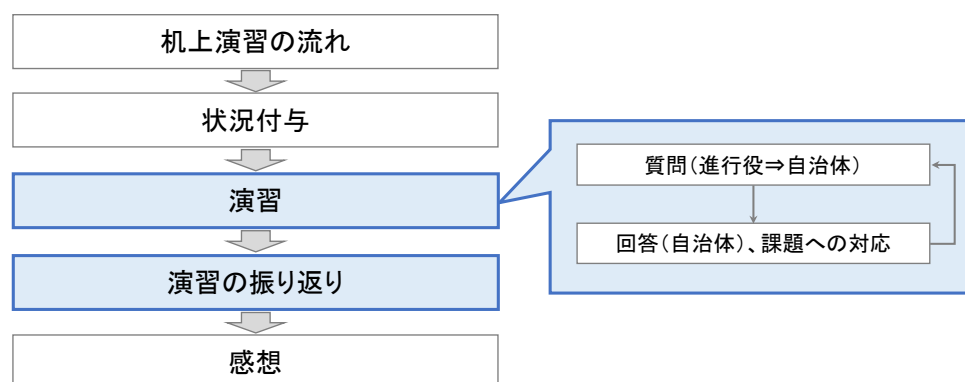 机上演習の流れ
状況付与
演習
演習の振り返り
感想
質問(進行役⇒自治体)
回答(自治体)、課題への対応